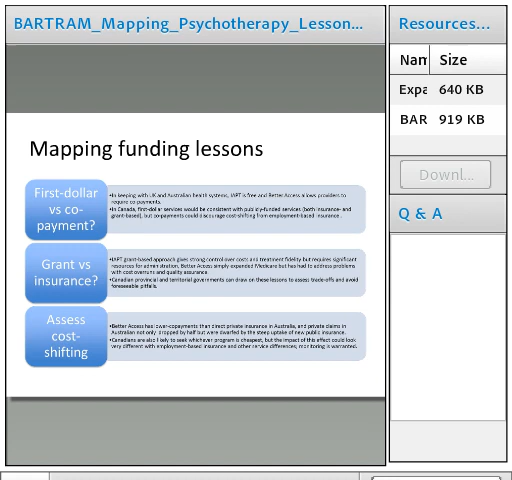 BARTRAM_Mapping_Psychotherapy_Lesson...
Mapping funding lessons
First-dollar
vs co-
payment?
•In keeping with UK and Australian health systems, IAPT is free and Better Access allows providers to
require co-payments.
•In Canada, first-dollar services would be consistent with publicly-funded services (both insurance- and
grant-based), but co-payments could discourage cost-shifting from employment-based insurance.
Grant vs
insurance?
•IAPT grant-based approach gives strong control over costs and treatment fidelity but requires significant
resources for administration. Better Access simply expanded Medicare but has had to address problems
with cost overruns and quality assurance.
•Canadian provincial and territorial governments can draw on these lessons to assess trade-offs and avoid
foreseeable pitfalls.
Assess
cost-
shifting
•Better Access has lower-copayments than direct private insurance in Australia, and private claims in
Australian not only dropped by half but were dwarfed by the steep uptake of new public insurance.
•Canadians are also likely to seek whichever program is cheapest, but the impact of this effect could look
very different with employment-based insurance and other service differences; monitoring is warranted.
Resources...
Nam Size
Expa 640 KB
BAR 919 KB
Downl...
Q & A